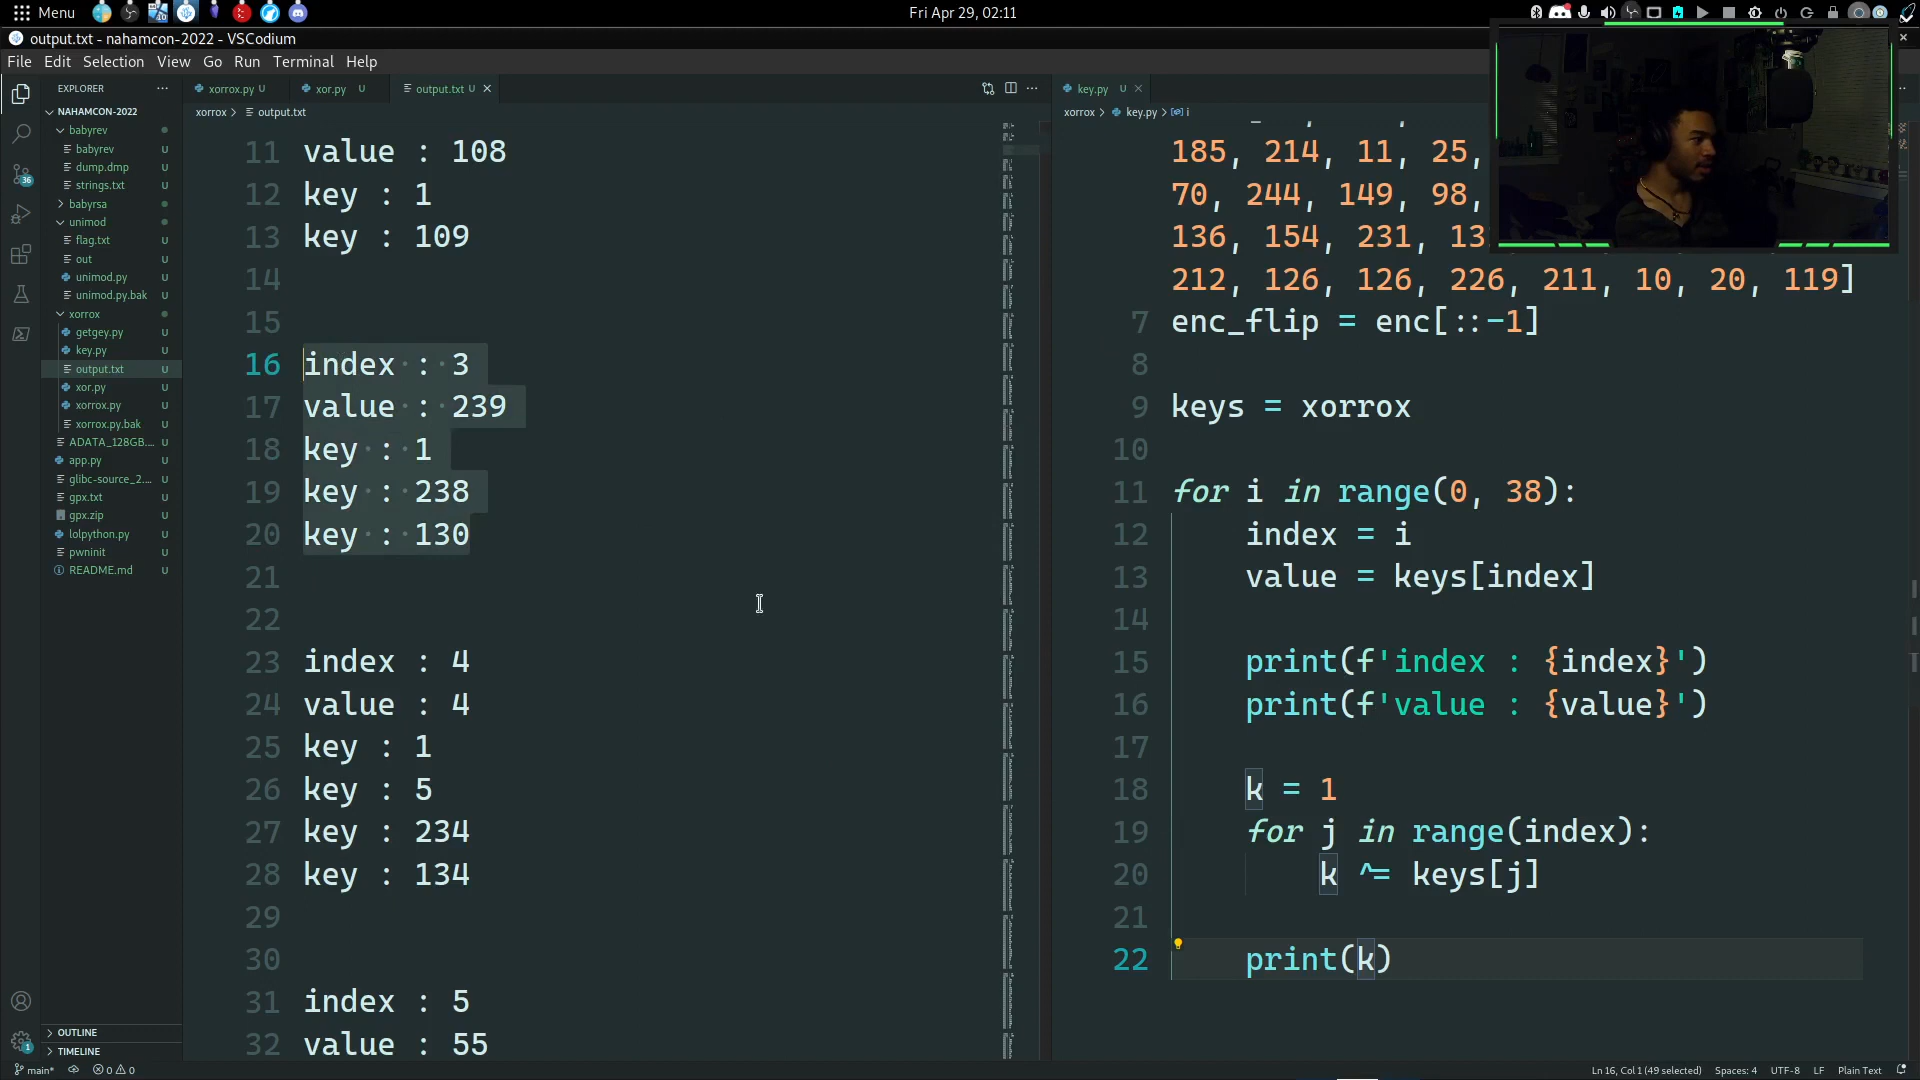 Menu
Fri Apr 29, 02:11
output.txt - nahamcon-2022 - VSCodium
File Edit Selection View Go Run Terminal Help
EXPLORER
NAHAMCON-2022
babyrev
babyrev U
dump.dmp U
strings.txt U
babyrsa
unimod
flag.txt U
out U
unimod.py U
unimod.py.bak U
xorrox
getgey.py U
key.py U
output.txt U
xor.py U
xorrox.py U
xorrox.py.bak U
ADATA_128GB.... U
app.py U
glibc-source_2.... U
gpx.txt U
gpx.zip U
lolpython.py U
pwninit U
README.md U
OUTLINE
TIMELINE
36
1
xorrox.py U xor.py U output.txt U
xorrox > output.txt
11 value : 108
12 key : 1
13 key : 109
14
15
16 index : 3
17 value : 239
18 key : 1
19 key : 238
20 key : 130
21
22
23 index : 4
24 value : 4
25 key : 1
26 key : 5
27 key : 234
28 key : 134
29
30
31 index : 5
32 value : 55
key.py U
xorrox > key.py > i
185, 214, 11, 25,
70, 244, 149, 98,
136, 154, 231,
212, 126, 126, 226, 211, 10, 20, 119]
7 enc_flip = enc[::-1]
8
9 keys = xorrox
10
11 for i in range(0, 38):
12 index = i
13 value = keys[index]
14
15 print(f'index : {index}')
16 print(f'value : {value}')
17
18 k = 1
19 for j in range(index):
20 k ^= keys[j]
21
22 print(k)
main* 0 0
Ln 16, Col 1 (49 selected) Spaces: 4 UTF-8 LF Plain Text